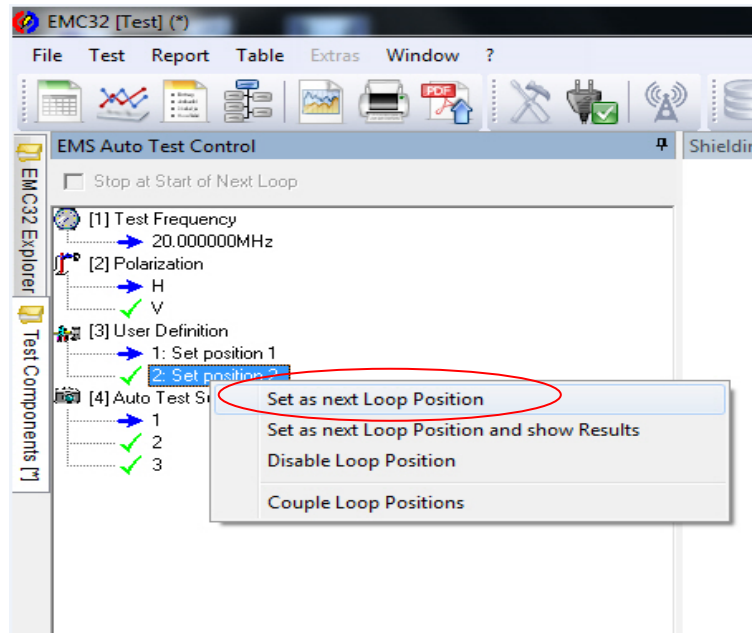 EMC32 [Test] (*)
File Test Report Table Extras Window ?
PDF
EMS Auto Test Control
Shieldin
EMC32 Explorer
Test Components [*]
Stop at Start of Next Loop
[1] Test Frequency
20.000000MHz
[2] Polarization
H
V
[3] User Definition
1: Set position 1
2: Set position 2
[4] Auto Test S
1
2
3
Set as next Loop Position
Set as next Loop Position and show Results
Disable Loop Position
Couple Loop Positions